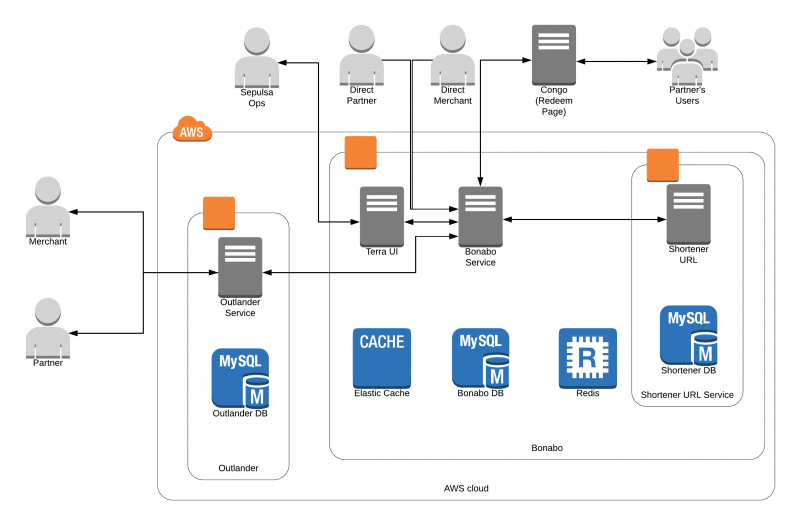 Sepulsa
Ops
Direct
Partner
Direct
Merchant
Congo
(Redeem
Page)
Partner's
Users
AWS
Merchant
Partner
Outlander
Service
Terra UI
Bonabo
Service
Shortener
URL
MySQL
M
Outlander DB
CACHE
Elastic Cache
MySQL
M
Bonabo DB
R
Redis
MySQL
M
Shortener DB
Shortener URL Service
Outlander
Bonabo
AWS cloud